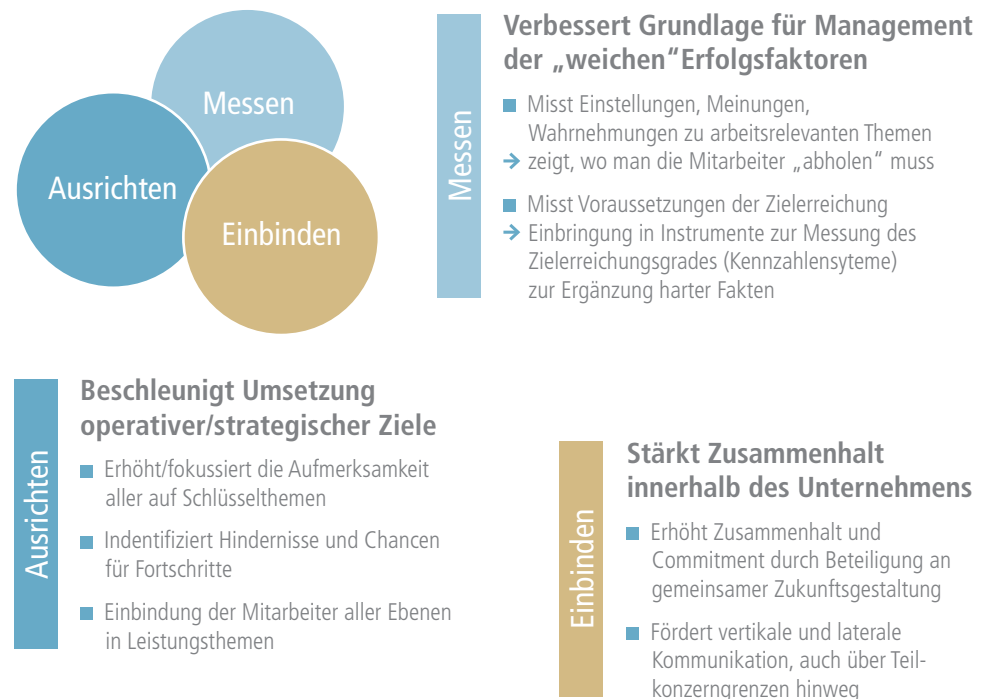 Messen
Ausrichten
Einbinden
Messen
Verbessert Grundlage für Management
der „weichen“Erfolgsfaktoren
Misst Einstellungen, Meinungen,
Wahrnehmungen zu arbeitsrelevanten Themen
→ zeigt, wo man die Mitarbeiter „abholen“ muss
Misst Voraussetzungen der Zielerreichung
→ Einbringung in Instrumente zur Messung des
Zielerreichungsgrades (Kennzahlensyteme)
zur Ergänzung harter Fakten
Ausrichten
Beschleunigt Umsetzung
operativer/strategischer Ziele
Erhöht/fokussiert die Aufmerksamkeit
aller auf Schlüsselthemen
Indentifiziert Hindernisse und Chancen
für Fortschritte
Einbindung der Mitarbeiter aller Ebenen
in Leistungsthemen
Einbinden
Stärkt Zusammenhalt
innerhalb des Unternehmens
Erhöht Zusammenhalt und
Commitment durch Beteiligung an
gemeinsamer Zukunftsgestaltung
Fördert vertikale und laterale
Kommunikation, auch über Teil-
konzerngrenzen hinweg